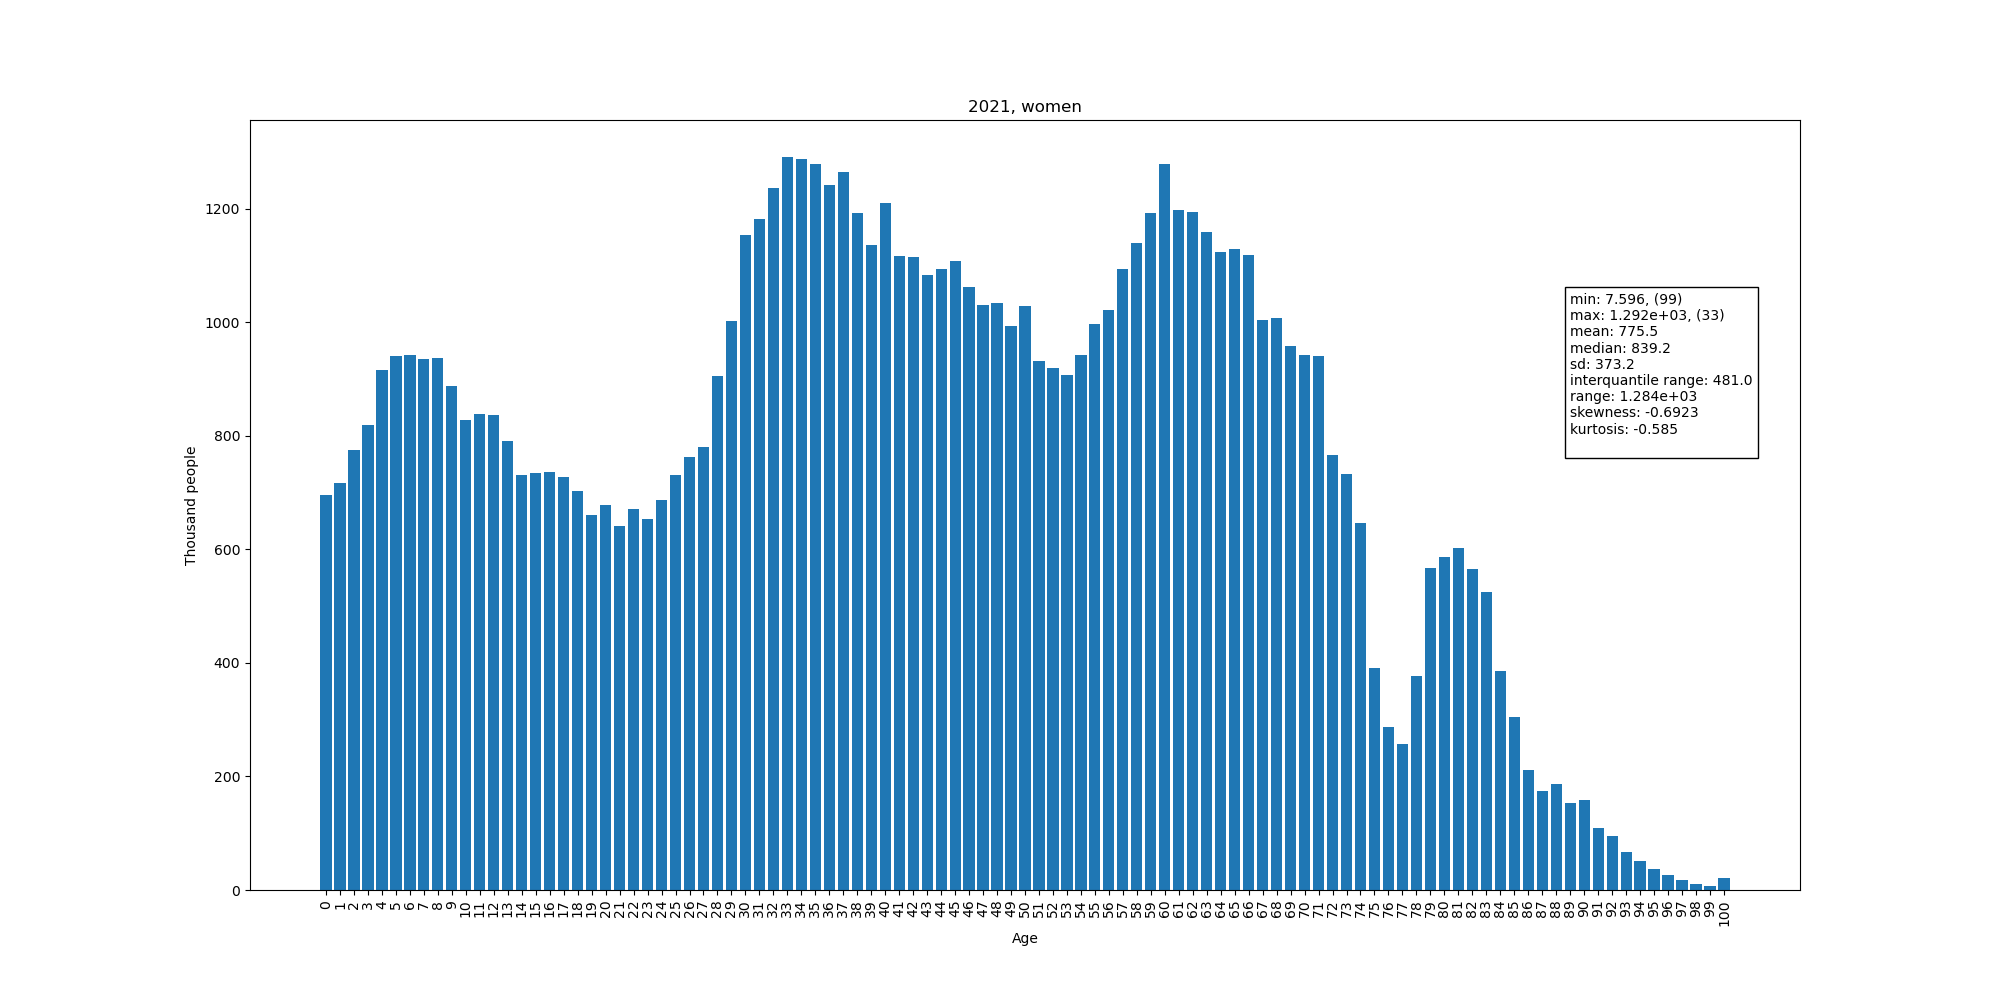 2021, women
Thousand people
1200
1000
800
600
400
200
0
min: 7.596, (99)
max: 1.292e+03, (33)
mean: 775.5
median: 839.2
sd: 373.2
interquantile range: 481.0
range: 1.284e+03
skewness: -0.6923
kurtosis: -0.585
0 1 2 3 4 5 6 7 8 9 10 11 12 13 14 15 16 17 18 19 20 21 22 23 24 25 26 27 28 29 30 31 32 33 34 35 36 37 38 39 40 41 42 43 44 45 46 47 48 49 50 51 52 53 54 55 56 57 58 59 60 61 62 63 64 65 66 67 68 69 70 71 72 73 74 75 76 77 78 79 80 81 82 83 84 85 86 87 88 89 90 91 92 93 94 95 96 97 98 99 100
Age